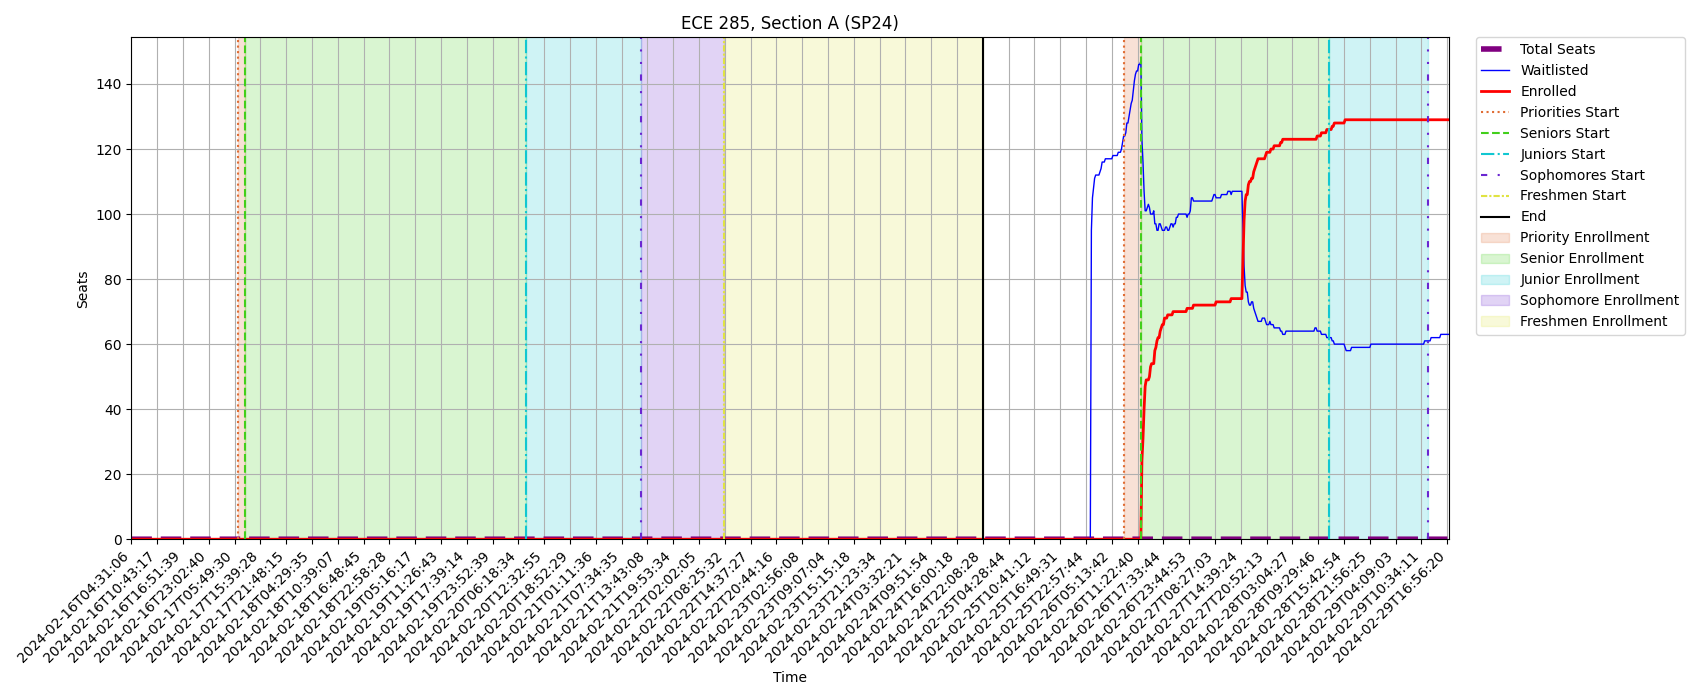 ECE 285, Section A (SP24)
Seats
140
120
100
80
60
40
20
0
2024-02-16T04:31:06
2024-02-16T10:43:17
2024-02-16T16:51:39
2024-02-16T23:02:40
2024-02-17T05:49:30
2024-02-17T15:39:28
2024-02-17T21:48:15
2024-02-18T04:29:35
2024-02-18T10:39:07
2024-02-18T16:48:45
2024-02-18T22:58:28
2024-02-19T05:16:17
2024-02-19T11:26:43
2024-02-19T17:39:14
2024-02-19T23:52:39
2024-02-20T06:18:34
2024-02-20T12:32:55
2024-02-20T18:52:29
2024-02-21T01:11:36
2024-02-21T07:34:35
2024-02-21T13:43:08
2024-02-21T19:53:34
2024-02-22T02:02:05
2024-02-22T08:25:32
2024-02-22T14:37:27
2024-02-22T20:44:16
2024-02-23T02:56:08
2024-02-23T09:07:04
2024-02-23T15:15:18
2024-02-23T21:23:34
2024-02-24T03:32:21
2024-02-24T09:51:54
2024-02-24T16:00:18
2024-02-24T22:08:28
2024-02-25T04:28:44
2024-02-25T10:41:12
2024-02-25T16:49:31
2024-02-25T22:57:44
2024-02-26T05:13:42
2024-02-26T11:22:40
2024-02-26T17:33:44
2024-02-26T23:44:53
2024-02-27T08:27:03
2024-02-27T14:39:24
2024-02-27T20:52:13
2024-02-28T03:04:27
2024-02-28T09:29:46
2024-02-28T15:42:54
2024-02-28T21:56:25
2024-02-29T04:09:03
2024-02-29T10:34:11
2024-02-29T16:56:20
Time
Total Seats
Waitlisted
Enrolled
Priorities Start
Seniors Start
Juniors Start
Sophomores Start
Freshmen Start
End
Priority Enrollment
Senior Enrollment
Junior Enrollment
Sophomore Enrollment
Freshmen Enrollment